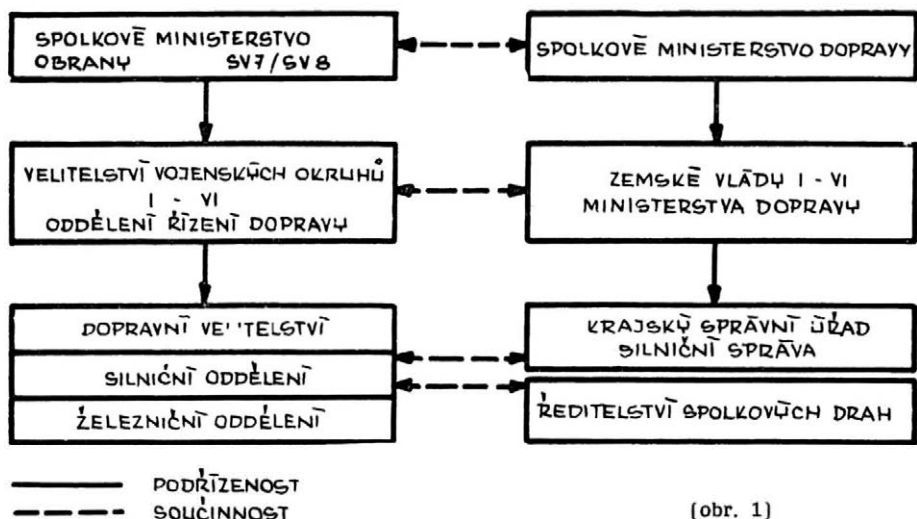 SPOLKOVÉ MINISTERSTVO
OBRANY SV7/SV8
SPOLKOVÉ MINISTERSTVO DOPRAVY
VELITELSTVÍ VOJENSKÝCH OKRUHŮ
I - VI
ODDĚLENÍ ŘÍZENÍ DOPRAVY
ZEMSKÉ VLÁDY I - VI
MINISTERSTVA DOPRAVY
DOPRAVNÍ
SILNIČNÍ ODDĚLENÍ
ŽELEZNIČNÍ ODDĚLENÍ
KRAJSKÝ SPRÁVNÍ ÚŘAD
SILNIČNÍ SPRÁVA
ŘEDITELSTVÍ SPOLKOVÝCH DRAH
PODŘÍZENOST
SOUČINNOST
(obr. 1)